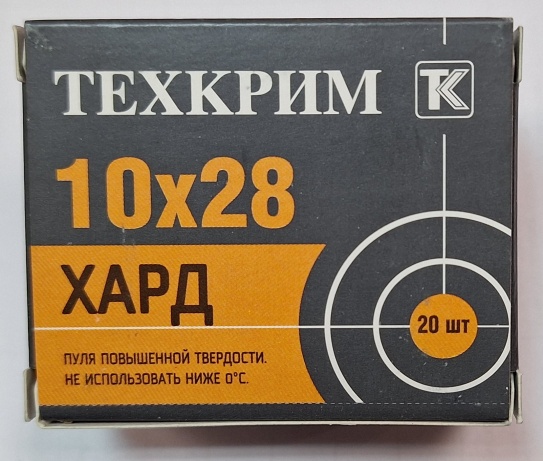 ТЕХКРИМ
ТК
10х28
ХАРД
20 шт
ПУЛЯ ПОВЫШЕННОЙ ТВЕРДОСТИ.
НЕ ИСПОЛЬЗОВАТЬ НИЖЕ 0°С.